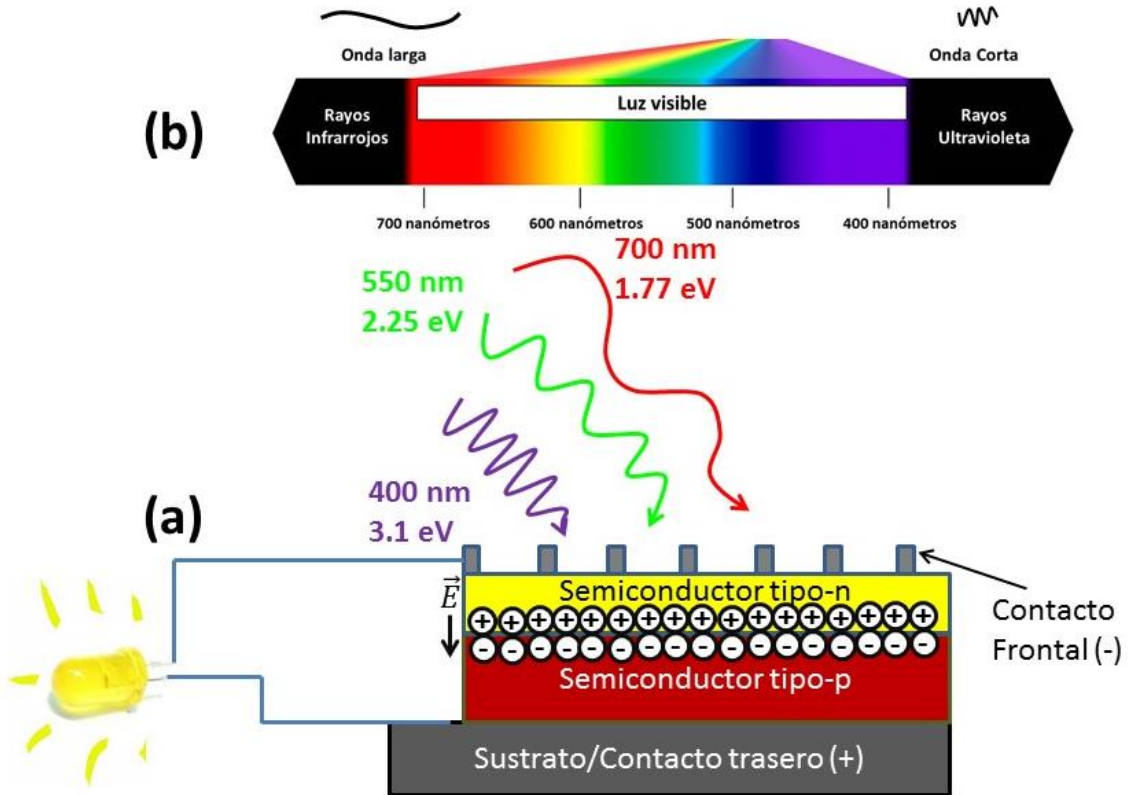 Onda larga
Onda Corta
(b)
Rayos
Infrarrojos
Luz visible
Rayos
Ultravioleta
700 nanómetros
600 nanómetros
500 nanómetros
400 nanómetros
700 nm
1.77 eV
550 nm
2.25 eV
400 nm
3.1 eV
(a)
E⃗
Semiconductor tipo-n
+ + + + + + + + + + + + + + + +
- - - - - - - - - - - - - - - -
Semiconductor tipo-p
Contacto
Frontal (-)
Sustrato/Contacto trasero (+)